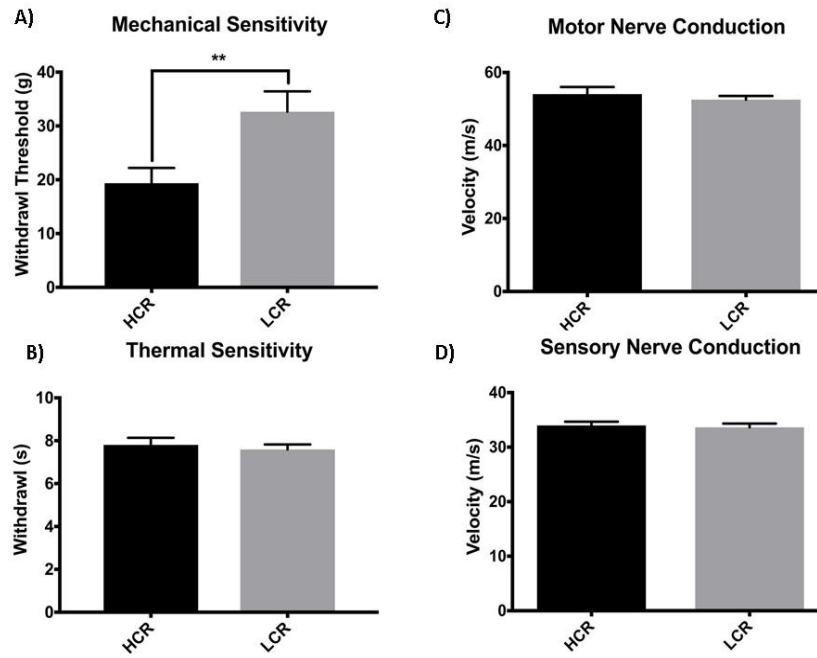 A)
Mechanical Sensitivity
**
Withdrawl Threshold (g)
40
30
20
10
0
HCR
LCR
B)
Thermal Sensitivity
Withdrawl (s)
10
8
6
4
2
0
HCR
LCR
C)
Motor Nerve Conduction
Velocity (m/s)
60
40
20
0
HCR
LCR
D)
Sensory Nerve Conduction
Velocity (m/s)
40
30
20
10
0
HCR
LCR